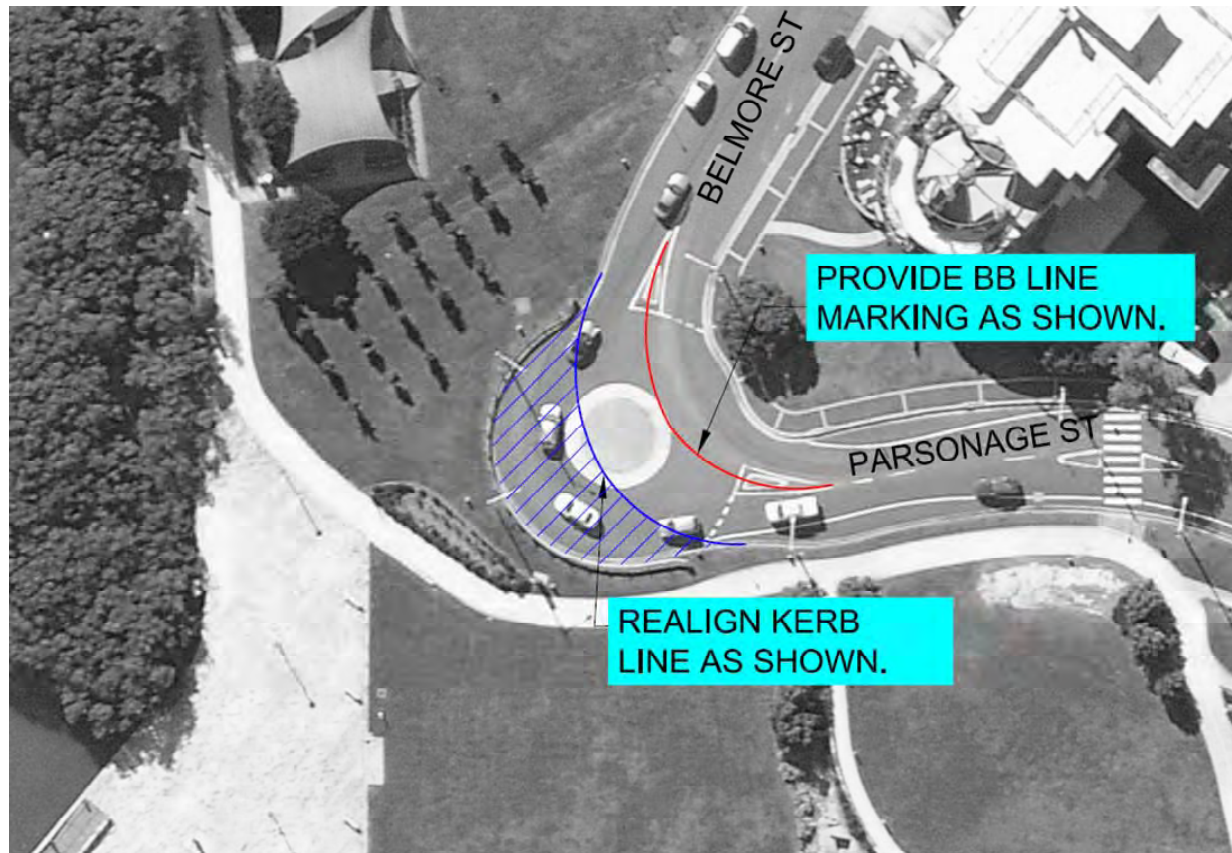 BELMORE ST
PROVIDE BB LINE
MARKING AS SHOWN.
PARSONAGE ST
REALIGN KERB
LINE AS SHOWN.